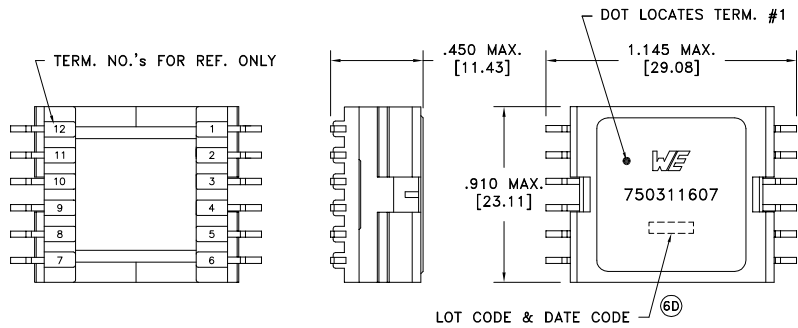 DOT LOCATES TERM. #1
TERM. NO.'s FOR REF. ONLY
.450 MAX.
[11.43]
1.145 MAX.
[29.08]
12
11
10
9
8
7
1
2
3
4
5
6
.910 MAX.
[23.11]
WE
750311607
LOT CODE & DATE CODE
6D